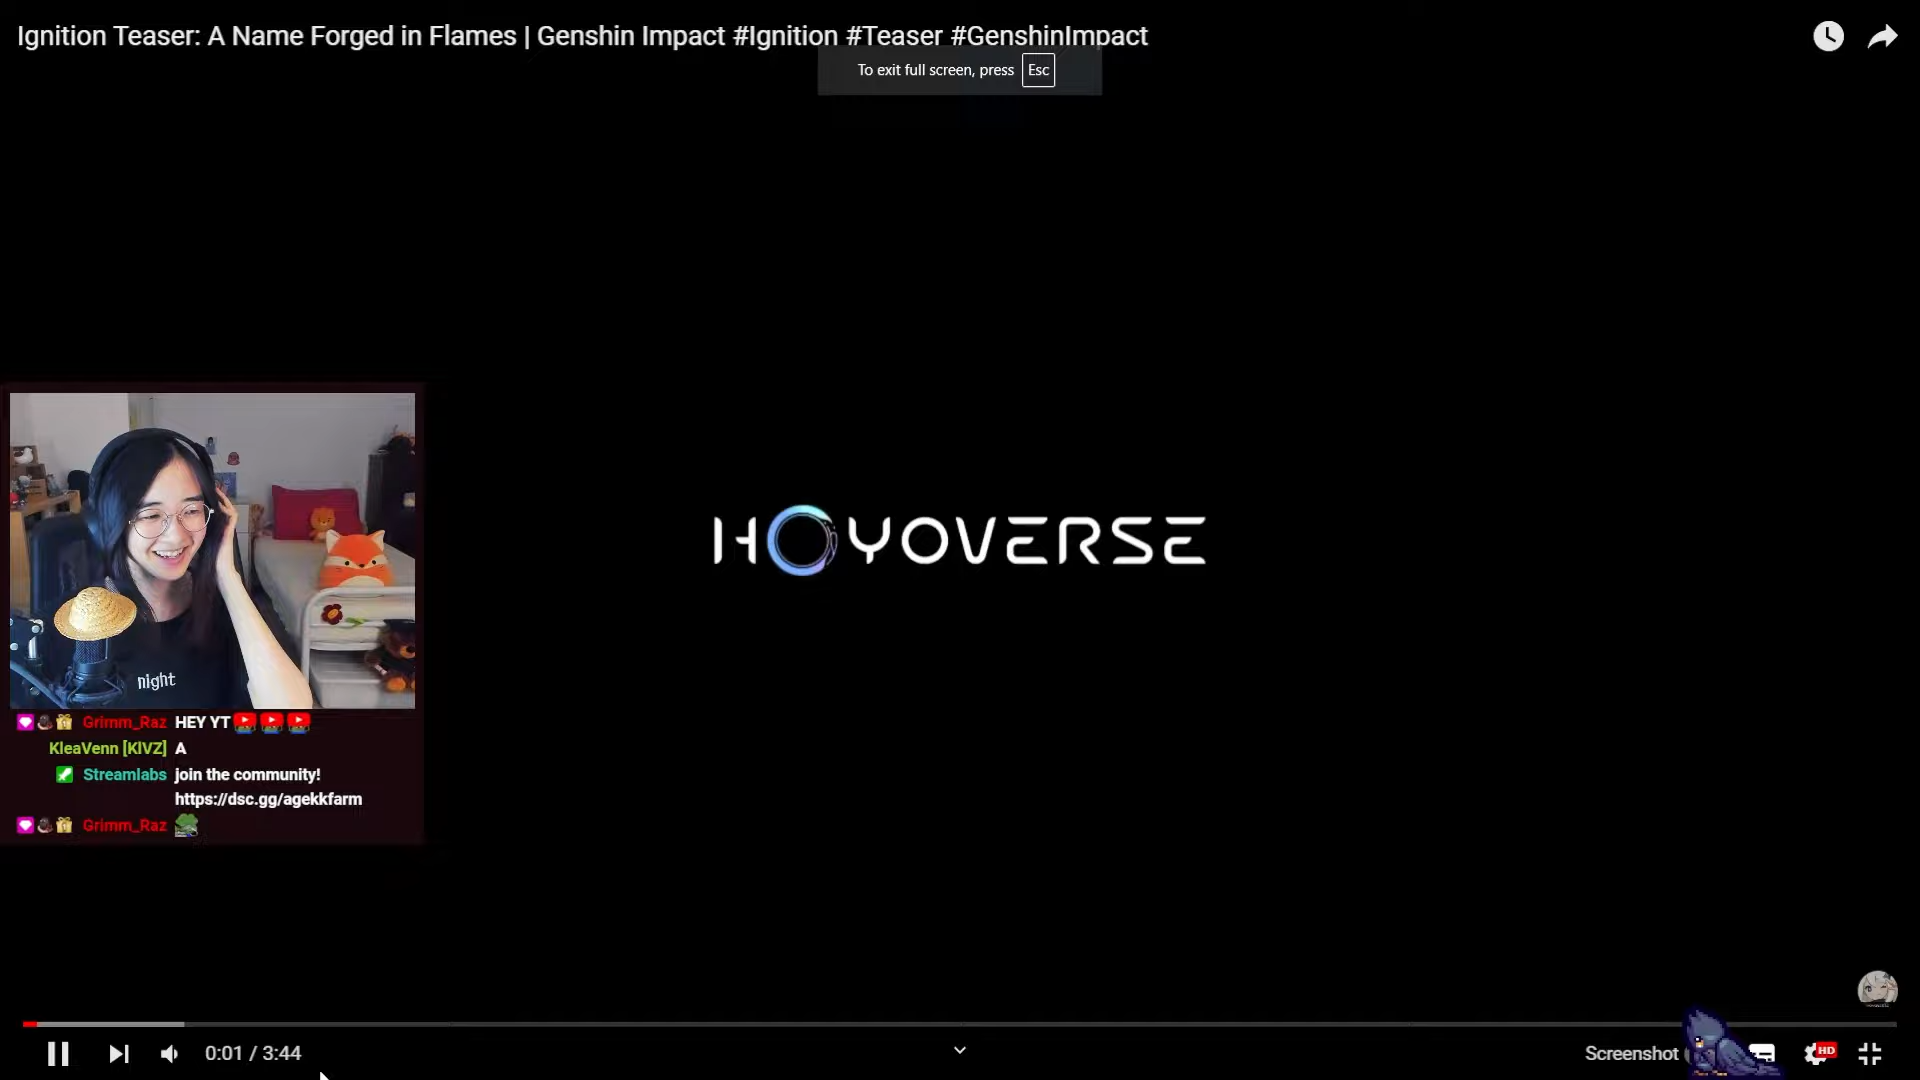 Ignition Teaser: A Name Forged in Flames | Genshin Impact #Ignition #Teaser #GenshinImpact
To exit full screen, press Esc
HOYOVERSE
night
Grimm_Raz HEY YT
KleaVenn [KlVZ] A
Streamlabs join the community!
https://dsc.gg/agekkfarm
Grimm_Raz
0:01 / 3:44
Screenshot
HD